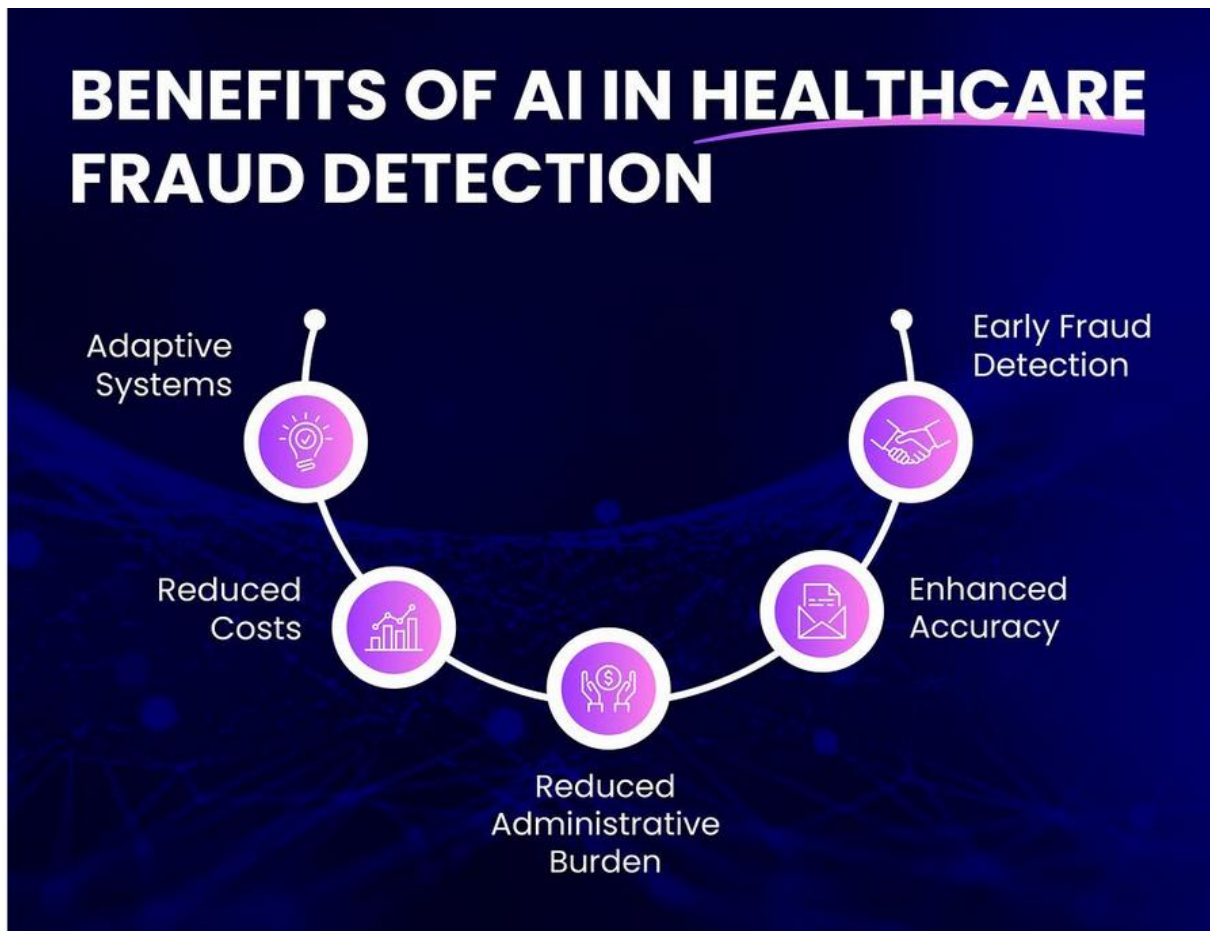 BENEFITS OF AI IN HEALTHCARE
FRAUD DETECTION
Adaptive
Systems
Early Fraud
Detection
Reduced
Costs
Enhanced
Accuracy
$
Reduced
Administrative
Burden